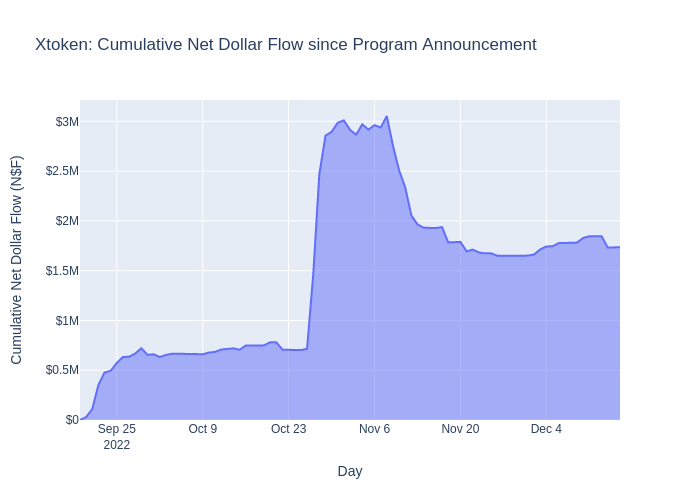 Xtoken: Cumulative Net Dollar Flow since Program Announcement
Cumulative Net Dollar Flow (N$F)
$3M
$2.5M
$2M
$1.5M
$1M
$0.5M
$0
Sep 25
2022
Oct 9
Oct 23
Nov 6
Nov 20
Dec 4
Day